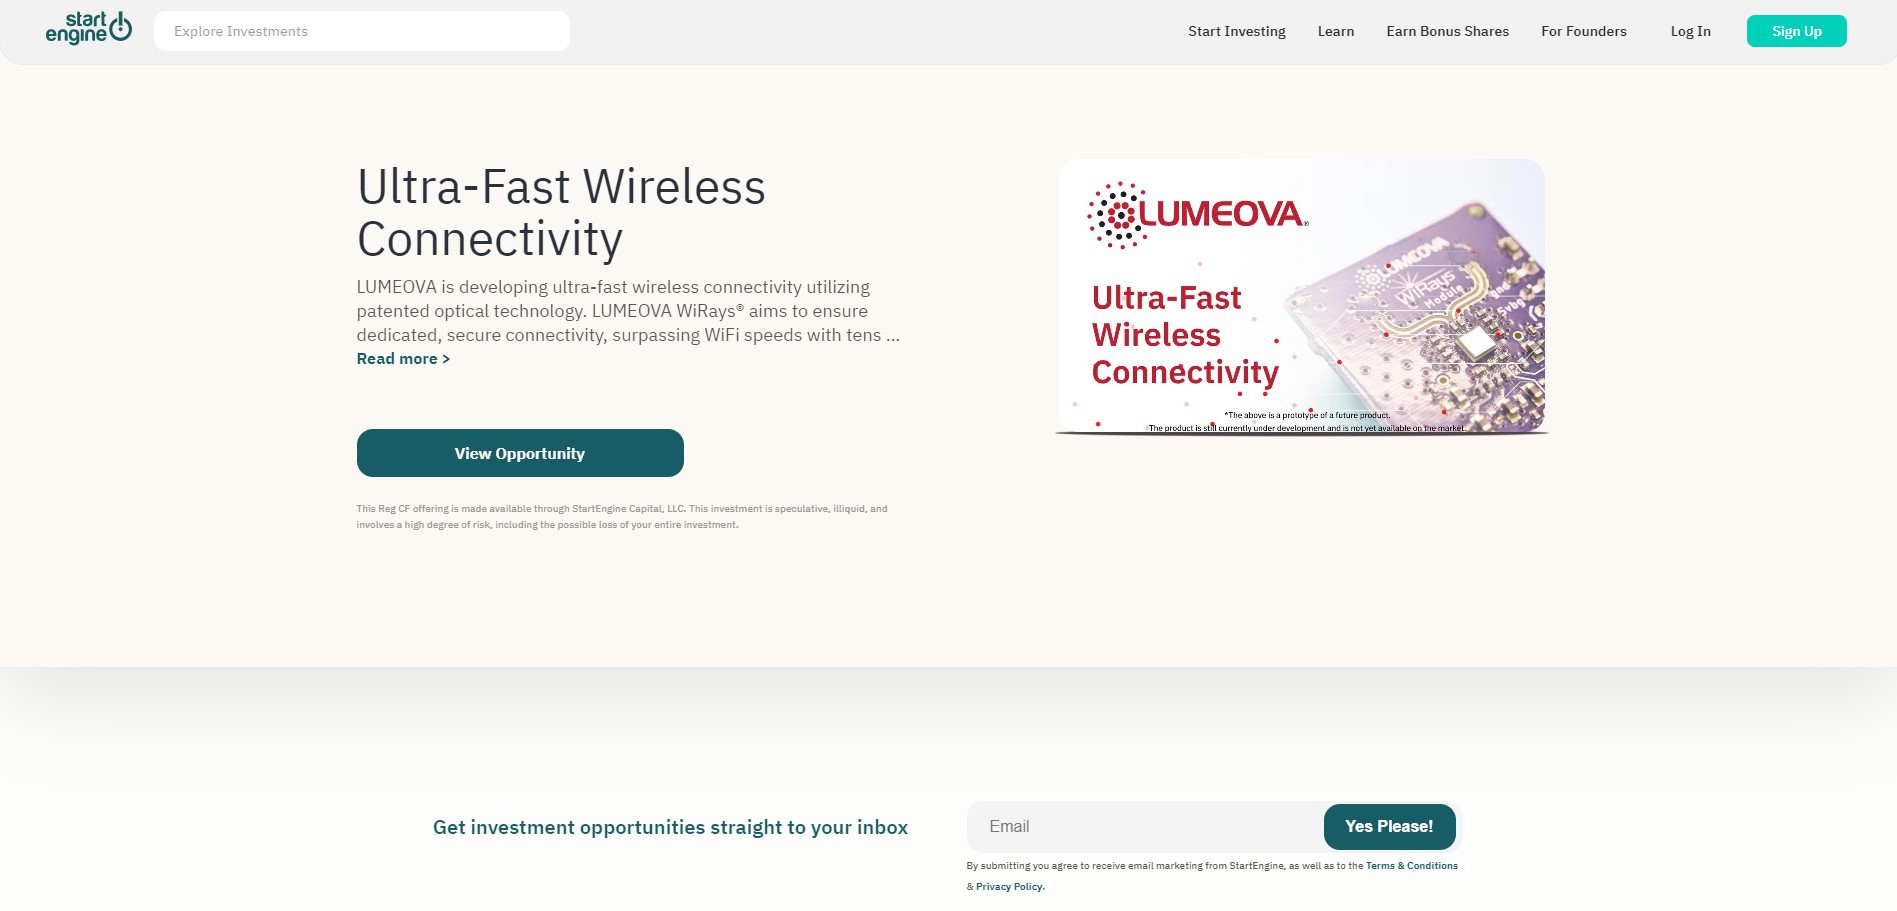 start
engine
Explore Investments
Start Investing
Learn
Earn Bonus Shares
For Founders
Log In
Sign Up
Ultra-Fast Wireless
Connectivity
LUMEOVA is developing ultra-fast wireless connectivity utilizing
patented optical technology. LUMEOVA WiRays® aims to ensure
dedicated, secure connectivity, surpassing WiFi speeds with tens ...
Read more >
View Opportunity
This Reg CF offering is made available through StartEngine Capital, LLC. This investment is speculative, illiquid, and
involves a high degree of risk, including the possible loss of your entire investment.
LUMEOVA®
Ultra-Fast
Wireless
Connectivity
LUMEOVA
WiRays
Module
*The above is a prototype of a future product.
The product is still currently under development and is not yet available on the market.
Get investment opportunities straight to your inbox
Email
Yes Please!
By submitting you agree to receive email marketing from StartEngine, as well as to the Terms & Conditions
& Privacy Policy.